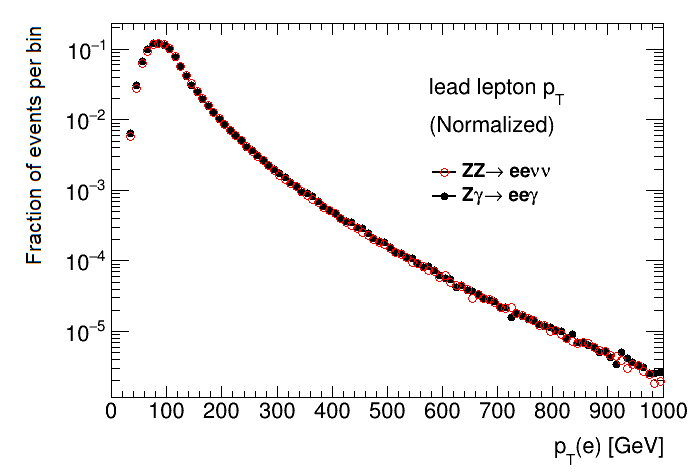 Fraction of events per bin
10⁻¹
10⁻²
10⁻³
10⁻⁴
10⁻⁵
lead lepton p_T
(Normalized)
ZZ→ eeνν
Zγ→ eeγ
0 100 200 300 400 500 600 700 800 900 1000
p_T(e) [GeV]